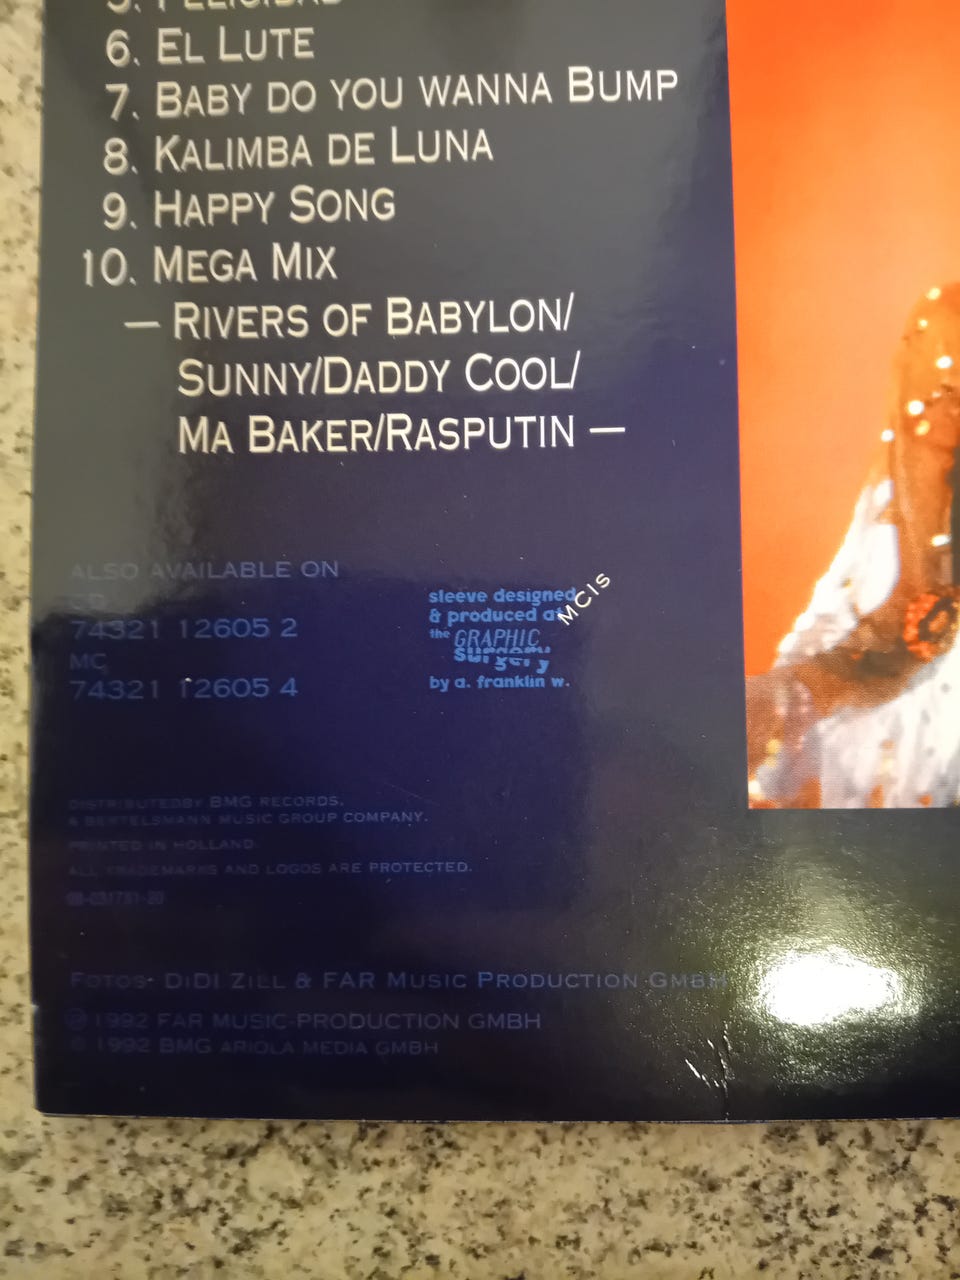 5. FELICIDAD
6. EL LUTE
7. BABY DO YOU WANNA BUMP
8. KALIMBA DE LUNA
9. HAPPY SONG
10. MEGA MIX
— RIVERS OF BABYLON/
SUNNY/DADDY COOL/
MA BAKER/RASPUTIN —
ALSO AVAILABLE ON
CD
74321 12605 2
MC
74321 12605 4
sleeve designed
& produced at
the GRAPHIC
surgery
by a. franklin w.
MCIS
DISTRIBUTEDBY BMG RECORDS.
A BERTELSMANN MUSIC GROUP COMPANY.
PRINTED IN HOLLAND.
ALL TRADEMARKS AND LOGOS ARE PROTECTED.
FOTOS: DIDI ZILL & FAR MUSIC PRODUCTION GMBH
℗ 1992 FAR MUSIC-PRODUCTION GMBH
© 1992 BMG ARIOLA MEDIA GMBH